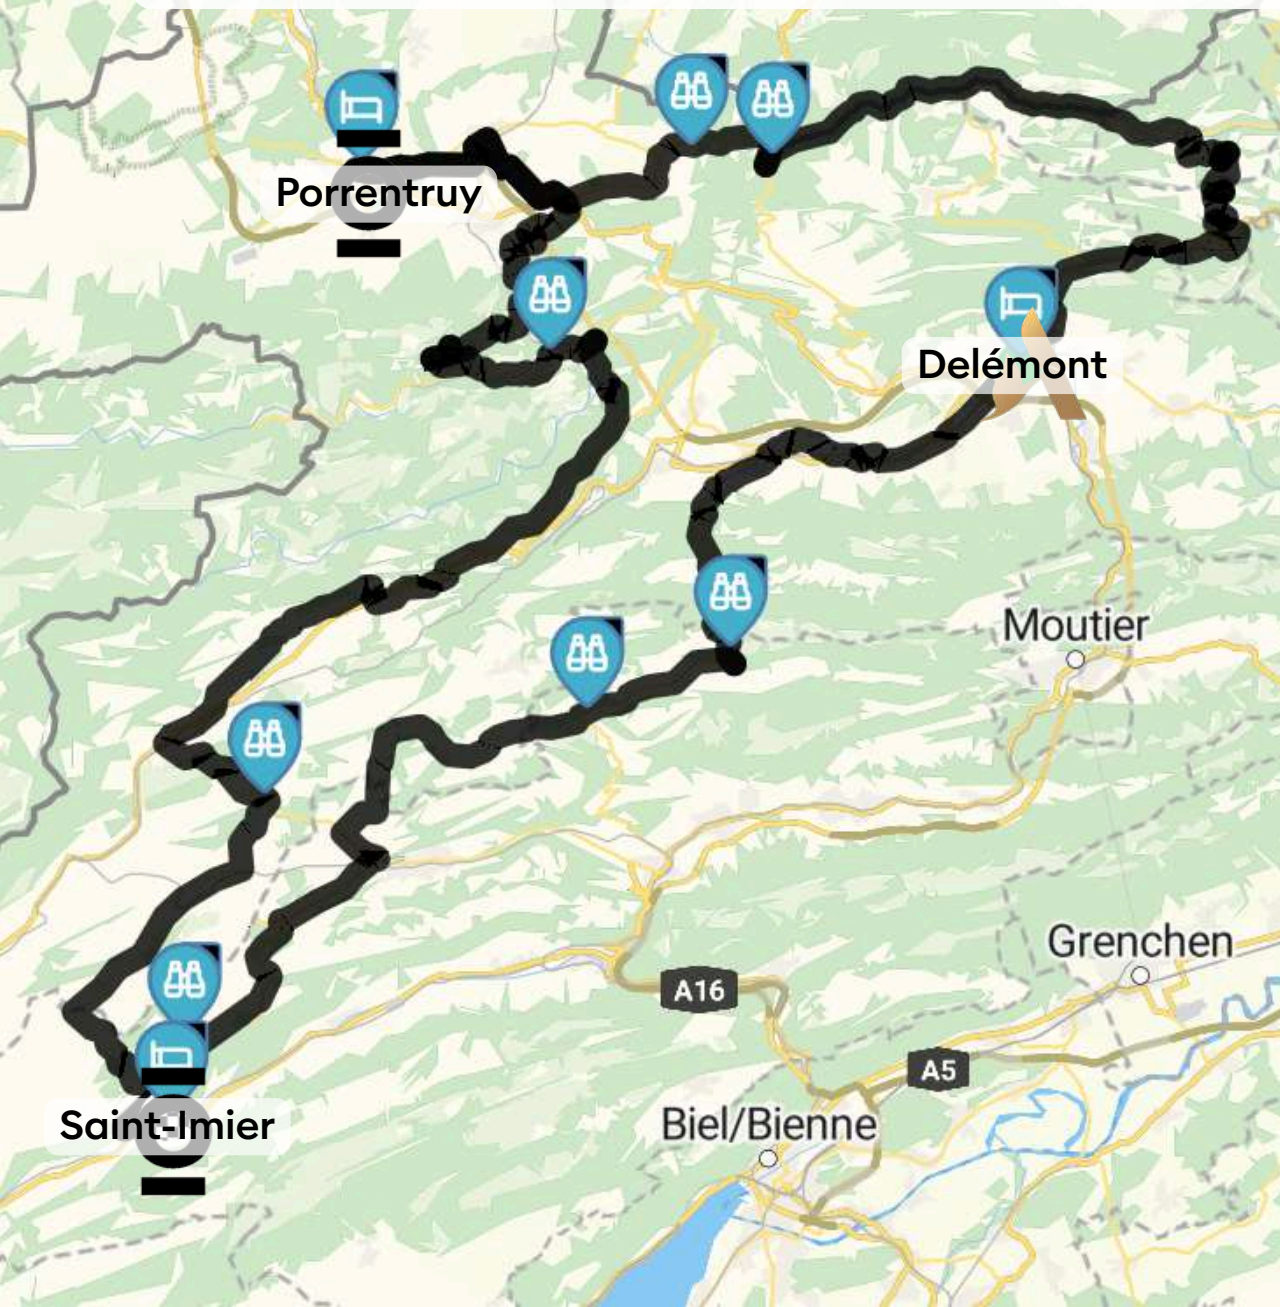 Porrentruy
Delémont
Moutier
Grenchen
A16
A5
Saint-Imier
Biel/Bienne